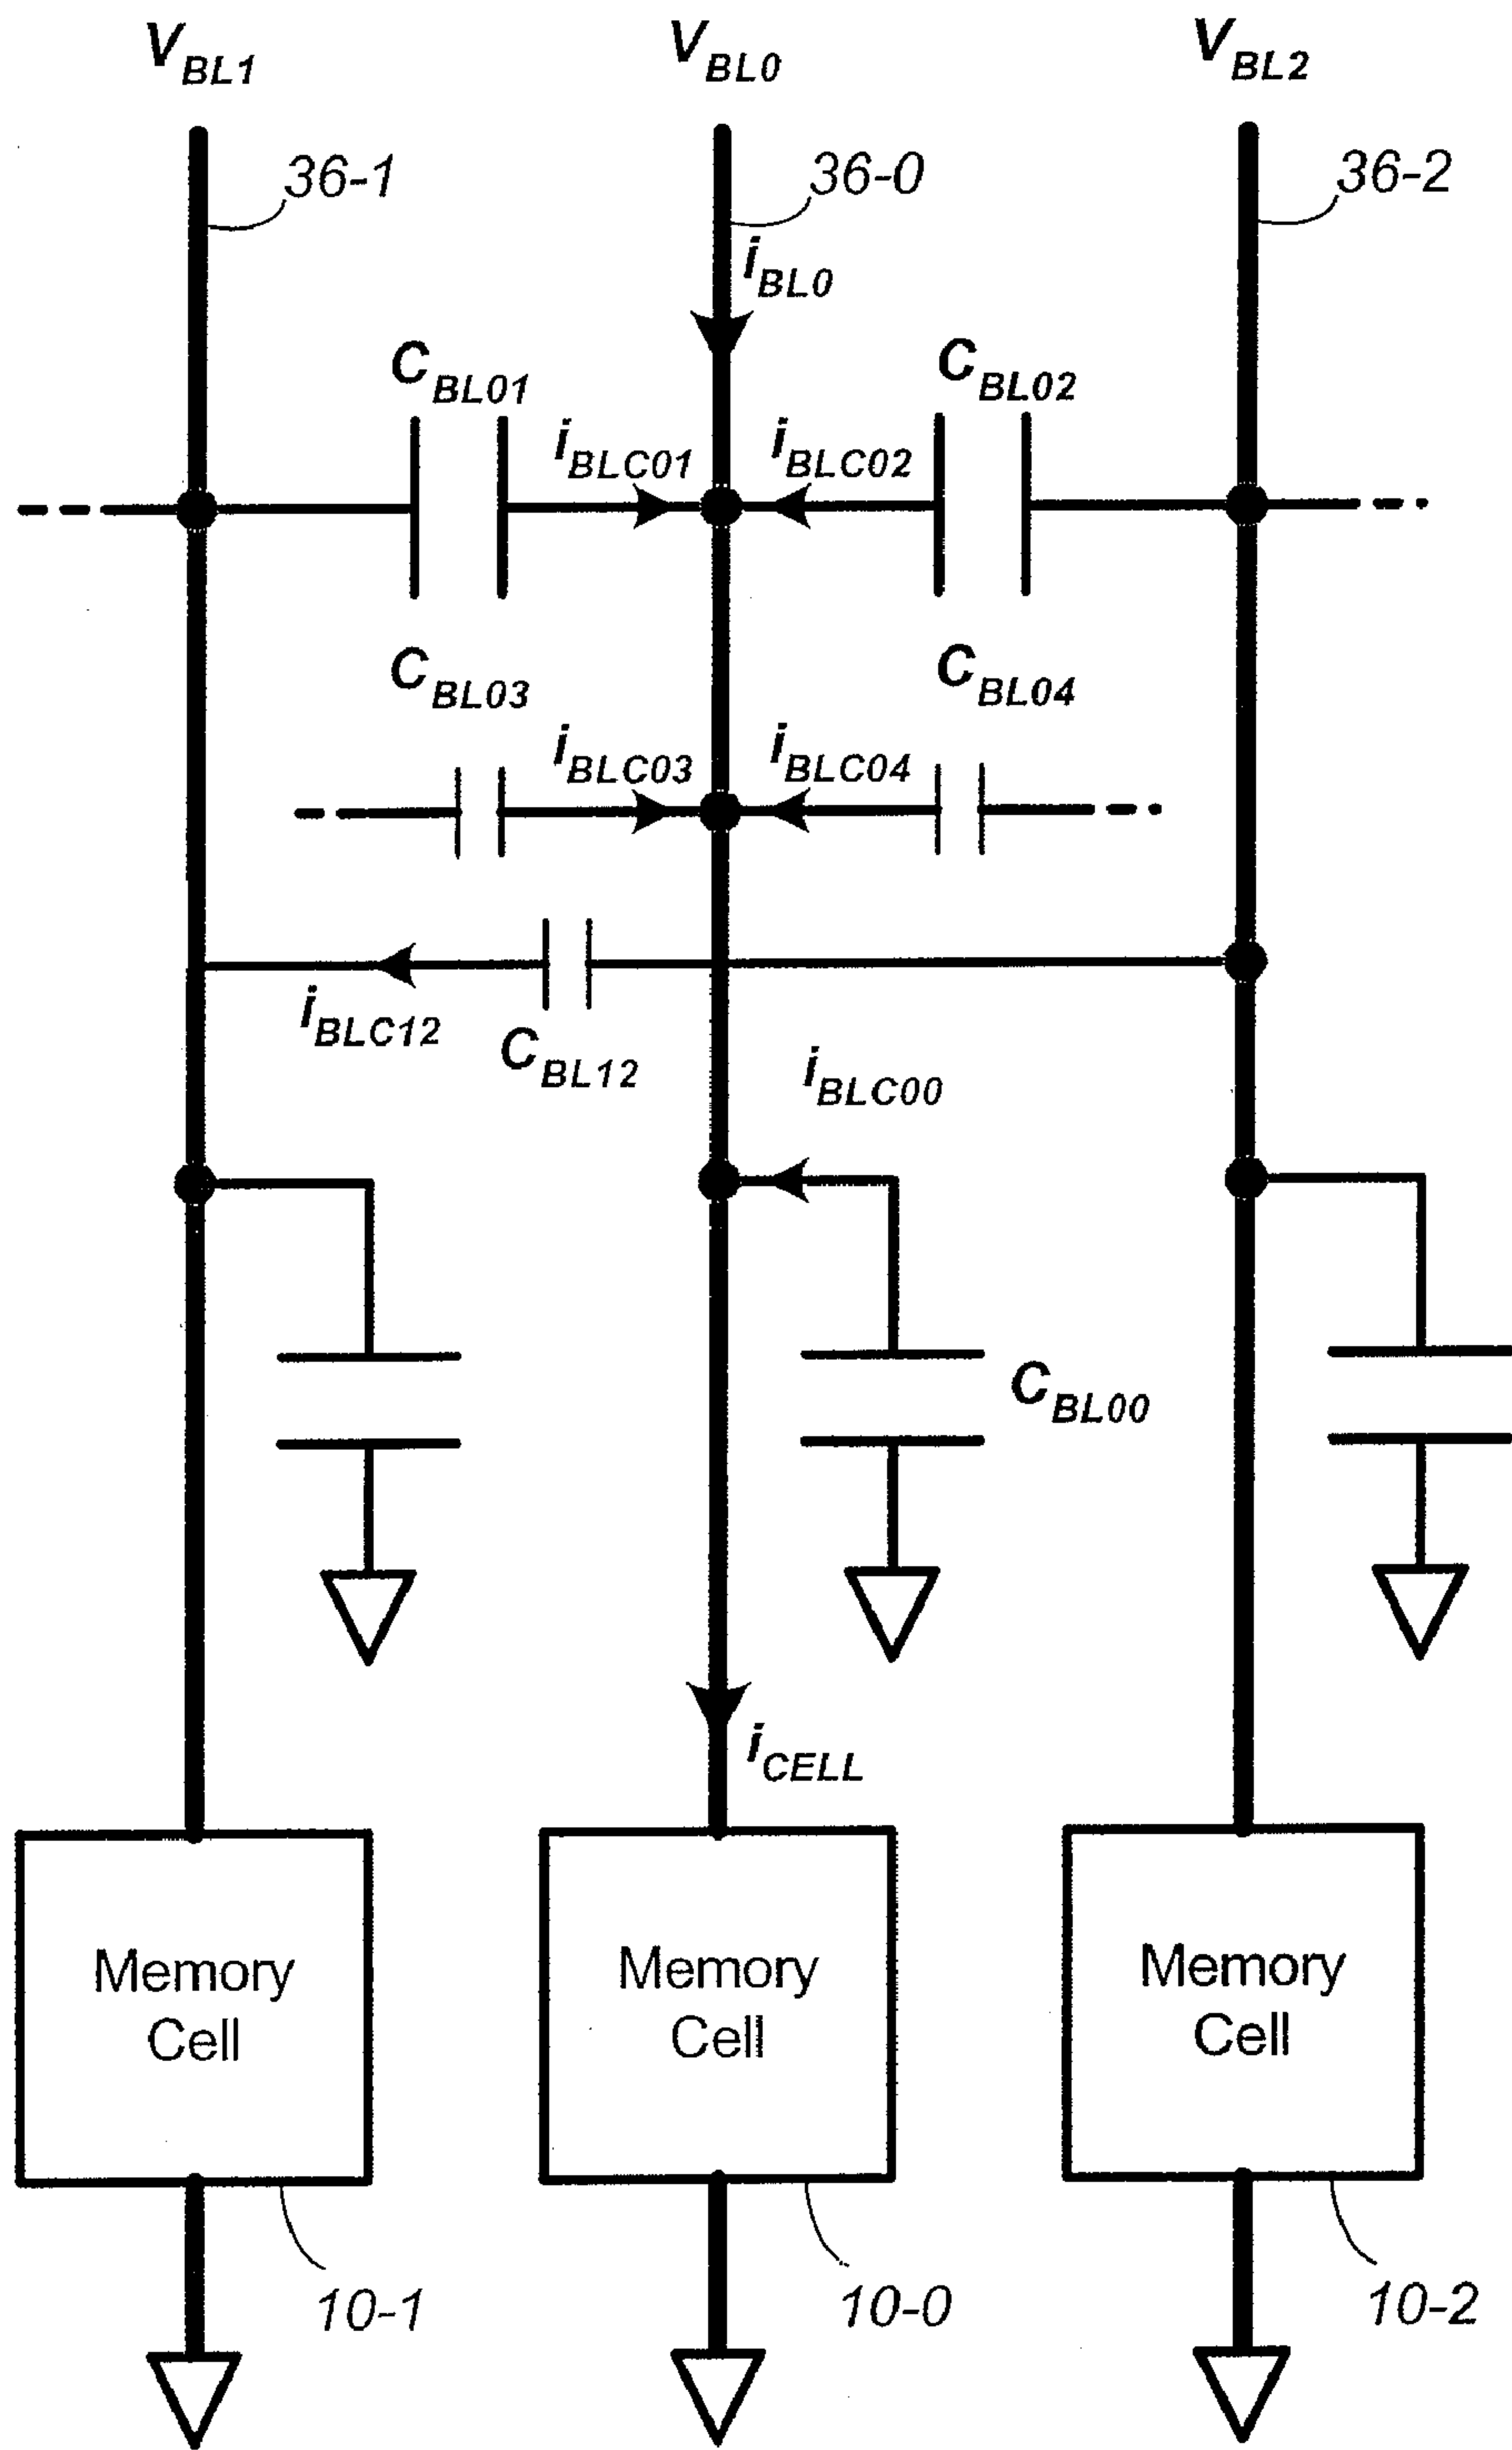 VBL1 VBL0 VBL2
36-1 36-0 36-2
iBL0
CBL01 CBL02
iBLC01 iBLC02
CBL03 CBL04
iBLC03 iBLC04
iBLC12
CBL12
iBLC00
CBL00
iCELL
Memory Cell
Memory Cell
Memory Cell
10-1 10-0 10-2